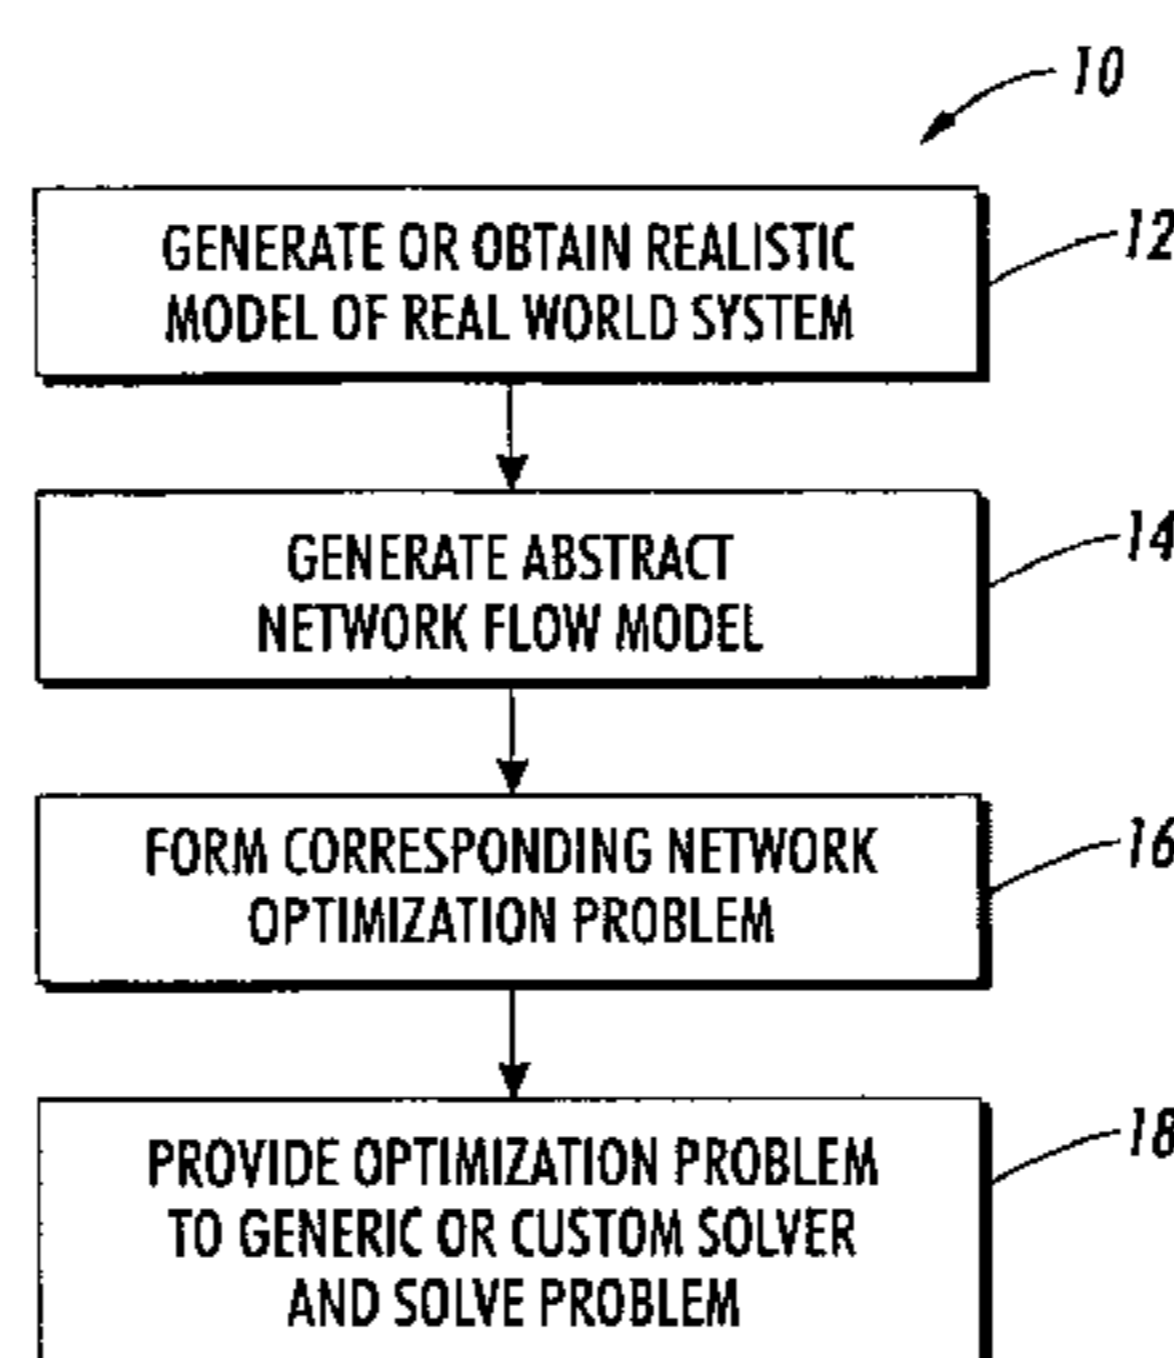 10
GENERATE OR OBTAIN REALISTIC
MODEL OF REAL WORLD SYSTEM
12
GENERATE ABSTRACT
NETWORK FLOW MODEL
14
FORM CORRESPONDING NETWORK
OPTIMIZATION PROBLEM
16
PROVIDE OPTIMIZATION PROBLEM
TO GENERIC OR CUSTOM SOLVER
AND SOLVE PROBLEM
18